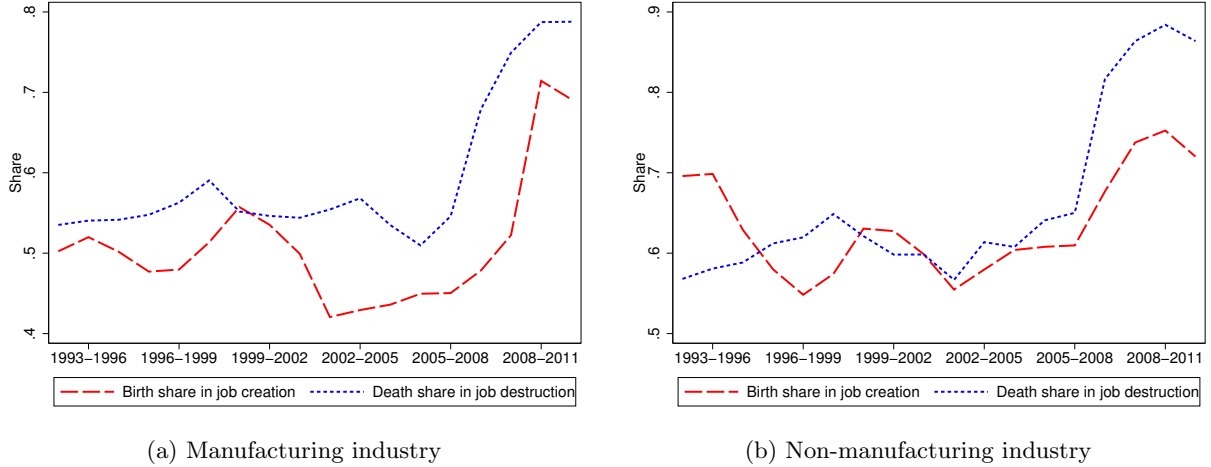 .8
.7
.6
.5
.4
Share
1993−1996 1996−1999 1999−2002 2002−2005 2005−2008 2008−2011
Birth share in job creation Death share in job destruction
(a) Manufacturing industry
.9
.8
.7
.6
.5
Share
1993−1996 1996−1999 1999−2002 2002−2005 2005−2008 2008−2011
Birth share in job creation Death share in job destruction
(b) Non-manufacturing industry